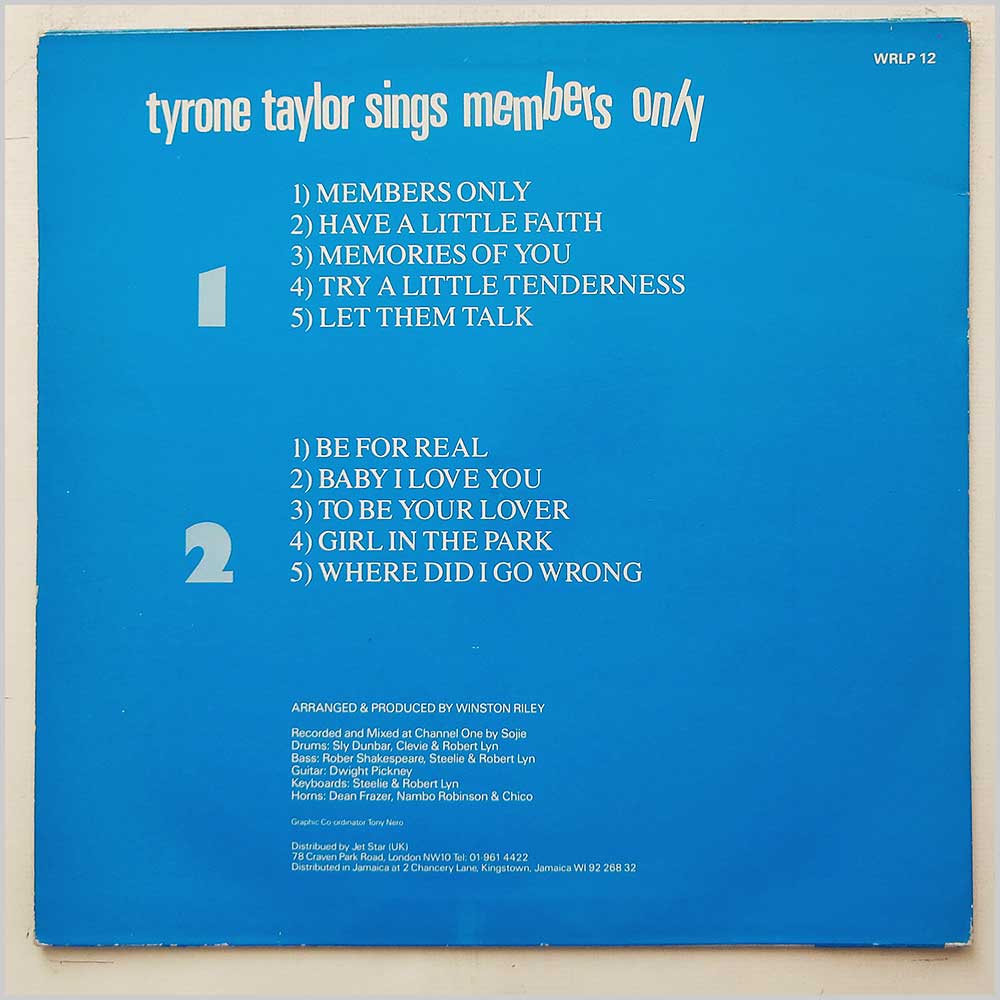 WRLP 12
tyrone taylor sings members only
1) MEMBERS ONLY
2) HAVE A LITTLE FAITH
3) MEMORIES OF YOU
4) TRY A LITTLE TENDERNESS
5) LET THEM TALK
1
1) BE FOR REAL
2) BABY I LOVE YOU
3) TO BE YOUR LOVER
4) GIRL IN THE PARK
5) WHERE DID I GO WRONG
2
ARRANGED & PRODUCED BY WINSTON RILEY
Recorded and Mixed at Channel One by Sojie
Drums: Sly Dunbar, Clevie & Robert Lyn
Bass: Rober Shakespeare, Steelie & Robert Lyn
Guitar: Dwight Pickney
Keyboards: Steelie & Robert Lyn
Horns: Dean Frazer, Nambo Robinson & Chico
Graphic Co-ordinator Tony Nero
Distribued by Jet Star (UK)
78 Craven Park Road, London NW10 Tel: 01 961 4422
Distributed in Jamaica at 2 Chancery Lane, Kingstown, Jamaica WI 92 268 32